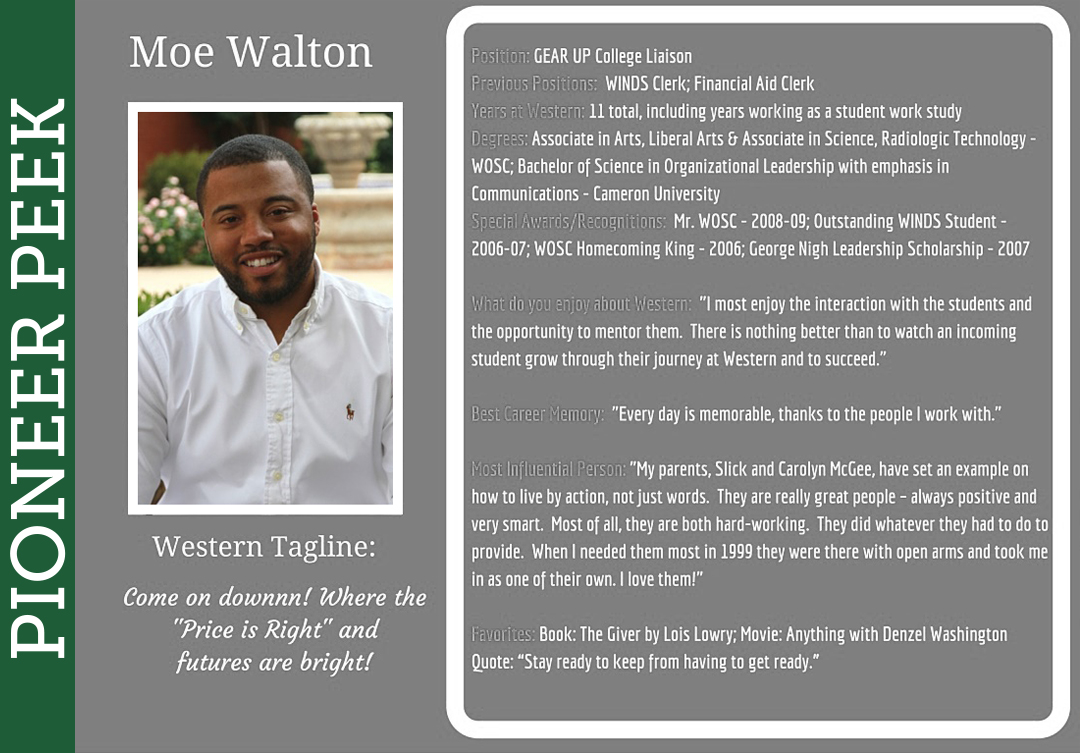 PIONEER PEEK
Moe Walton
Western Tagline:
Come on downnn! Where the
"Price is Right" and
futures are bright!
Position: GEAR UP College Liaison
Previous Positions: WINDS Clerk; Financial Aid Clerk
Years at Western: 11 total, including years working as a student work study
Degrees: Associate in Arts, Liberal Arts & Associate in Science, Radiologic Technology -
WOSC; Bachelor of Science in Organizational Leadership with emphasis in
Communications - Cameron University
Special Awards/Recognitions: Mr. WOSC - 2008-09; Outstanding WINDS Student -
2006-07; WOSC Homecoming King - 2006; George Nigh Leadership Scholarship - 2007
What do you enjoy about Western: "I most enjoy the interaction with the students and
the opportunity to mentor them. There is nothing better than to watch an incoming
student grow through their journey at Western and to succeed."
Best Career Memory: "Every day is memorable, thanks to the people I work with."
Most Influential Person: "My parents, Slick and Carolyn McGee, have set an example on
how to live by action, not just words. They are really great people – always positive and
very smart. Most of all, they are both hard-working. They did whatever they had to do to
provide. When I needed them most in 1999 they were there with open arms and took me
in as one of their own. I love them!"
Favorites: Book: The Giver by Lois Lowry; Movie: Anything with Denzel Washington
Quote: “Stay ready to keep from having to get ready.”